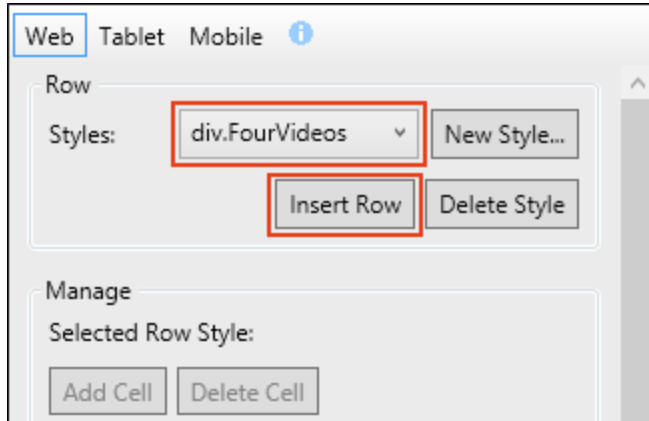 Web Tablet Mobile
Row
Styles: div.FourVideos New Style...
Insert Row Delete Style
Manage
Selected Row Style:
Add Cell Delete Cell